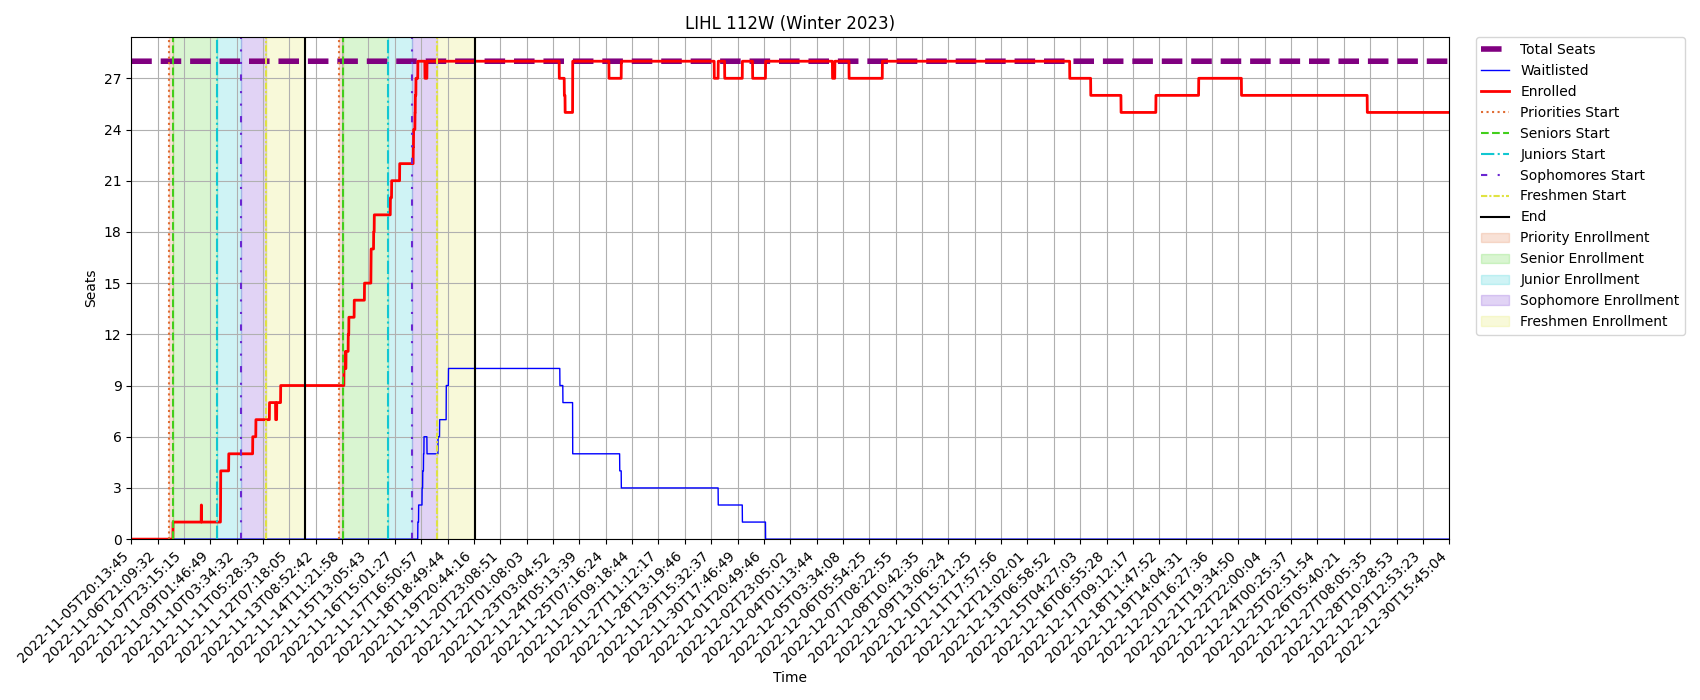 LIHL 112W (Winter 2023)
Total Seats
Waitlisted
Enrolled
Priorities Start
Seniors Start
Juniors Start
Sophomores Start
Freshmen Start
End
Priority Enrollment
Senior Enrollment
Junior Enrollment
Sophomore Enrollment
Freshmen Enrollment
Seats
27
24
21
18
15
12
9
6
3
0
2022-11-05T20:13:45
2022-11-06T21:09:32
2022-11-07T23:15:15
2022-11-09T01:46:49
2022-11-10T03:34:32
2022-11-11T05:28:33
2022-11-12T07:18:05
2022-11-13T08:52:42
2022-11-14T11:21:58
2022-11-15T13:05:43
2022-11-16T15:01:27
2022-11-17T16:50:57
2022-11-18T18:49:44
2022-11-19T20:44:16
2022-11-20T23:08:51
2022-11-22T01:08:03
2022-11-23T03:04:52
2022-11-24T05:13:39
2022-11-25T07:16:24
2022-11-26T09:18:44
2022-11-27T11:12:17
2022-11-28T13:19:46
2022-11-29T15:32:37
2022-11-30T17:46:49
2022-12-01T20:49:46
2022-12-02T23:05:02
2022-12-04T01:13:44
2022-12-05T03:34:08
2022-12-06T05:54:25
2022-12-07T08:22:55
2022-12-08T10:42:35
2022-12-09T13:06:24
2022-12-10T15:21:25
2022-12-11T17:57:56
2022-12-12T21:02:01
2022-12-13T06:58:52
2022-12-15T04:27:03
2022-12-16T06:55:28
2022-12-17T09:12:17
2022-12-18T11:47:52
2022-12-19T14:04:31
2022-12-20T16:27:36
2022-12-21T19:34:50
2022-12-22T22:00:04
2022-12-24T00:25:37
2022-12-25T02:51:54
2022-12-26T05:40:21
2022-12-27T08:05:35
2022-12-28T10:28:53
2022-12-29T12:53:23
2022-12-30T15:45:04
Time